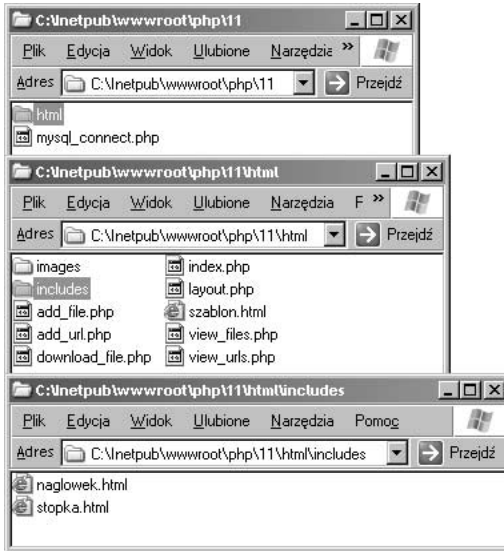 C:\Inetpub\wwwroot\php\11
Plik Edycja Widok Ulubione Narzędzia »
Adres C:\Inetpub\wwwroot\php\11 Przejdź
html
mysql_connect.php
C:\Inetpub\wwwroot\php\11\html
Plik Edycja Widok Ulubione Narzędzia F »
Adres C:\Inetpub\wwwroot\php\11\html Przejdź
images index.php
includes layout.php
add_file.php szablon.html
add_url.php view_files.php
download_file.php view_urls.php
C:\Inetpub\wwwroot\php\11\html\includes
Plik Edycja Widok Ulubione Narzędzia Pomoc
Adres C:\Inetpub\wwwroot\php\11\html\includes Przejdź
naglowek.html
stopka.html